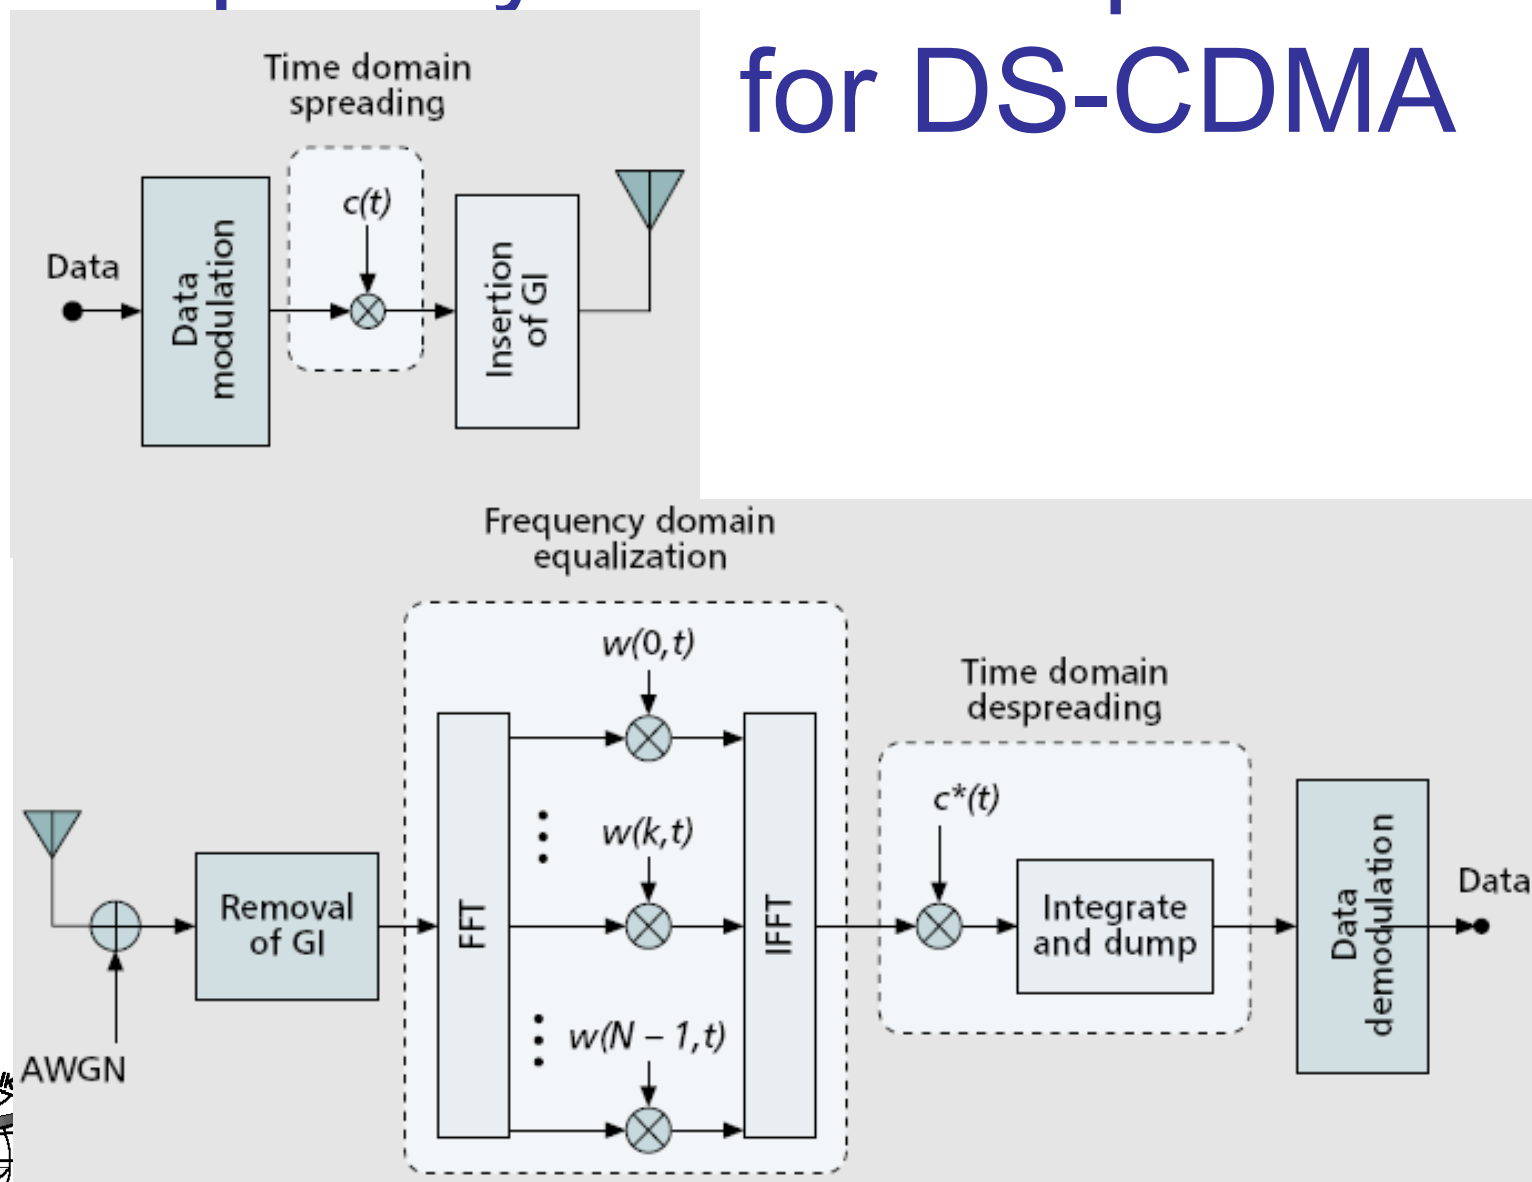 for DS-CDMA
Time domain
spreading
c(t)
Data
Data
modulation
Insertion
of GI
Frequency domain
equalization
w(0,t)
w(k,t)
w(N – 1,t)
FFT
IFFT
Time domain
despreading
c*(t)
Removal
of GI
Integrate
and dump
Data
demodulation
Data
AWGN